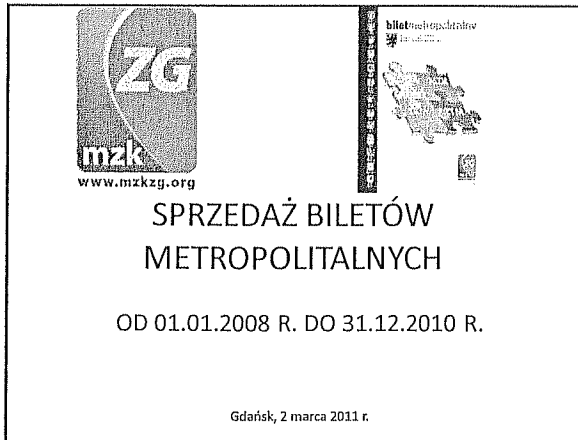 ZG
mzk
www.mzkzg.org
biletmetropolitalny
SPRZEDAŻ BILETÓW
METROPOLITALNYCH
OD 01.01.2008 R. DO 31.12.2010 R.
Gdańsk, 2 marca 2011 r.